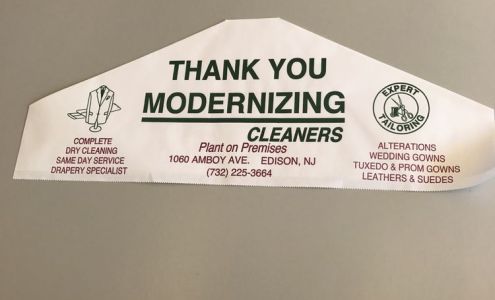 THANK YOU
MODERNIZING
CLEANERS
Plant on Premises
1060 AMBOY AVE. EDISON, NJ
(732) 225-3664
COMPLETE
DRY CLEANING
SAME DAY SERVICE
DRAPERY SPECIALIST
EXPERT
TAILORING
ALTERATIONS
WEDDING GOWNS
TUXEDO & PROM GOWNS
LEATHERS & SUEDES